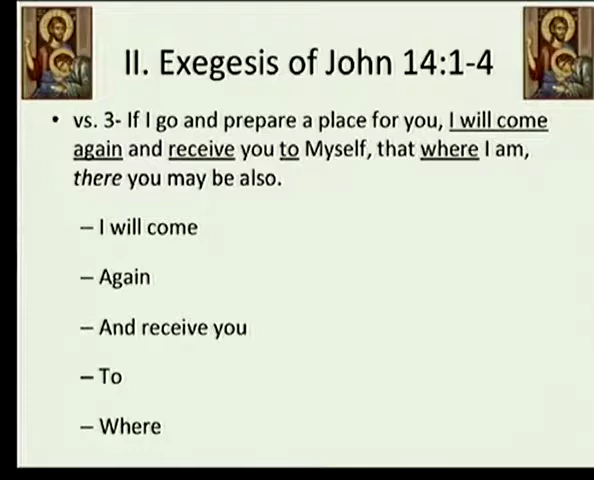 II. Exegesis of John 14:1-4
• vs. 3- If I go and prepare a place for you, I will come
again and receive you to Myself, that where I am,
there you may be also.
– I will come
– Again
– And receive you
– To
– Where